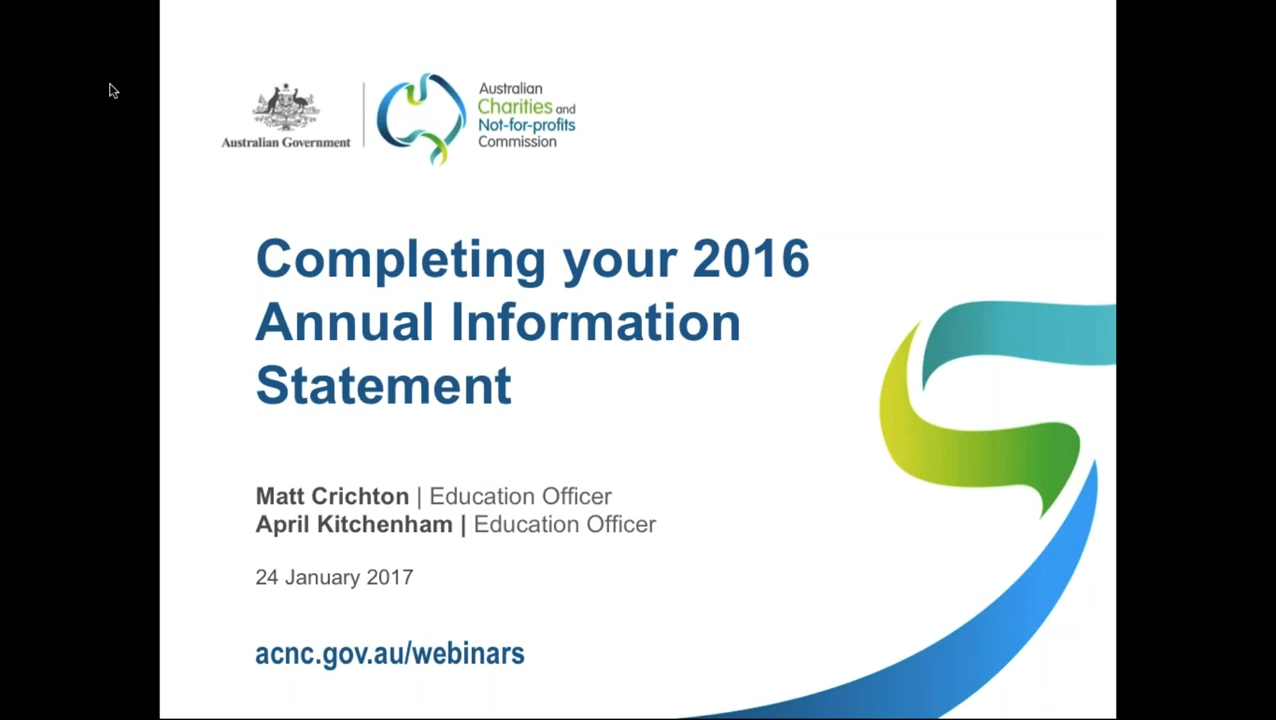 Australian Government
Australian
Charities and
Not-for-profits
Commission
Completing your 2016
Annual Information
Statement
Matt Crichton | Education Officer
April Kitchenham | Education Officer
24 January 2017
acnc.gov.au/webinars